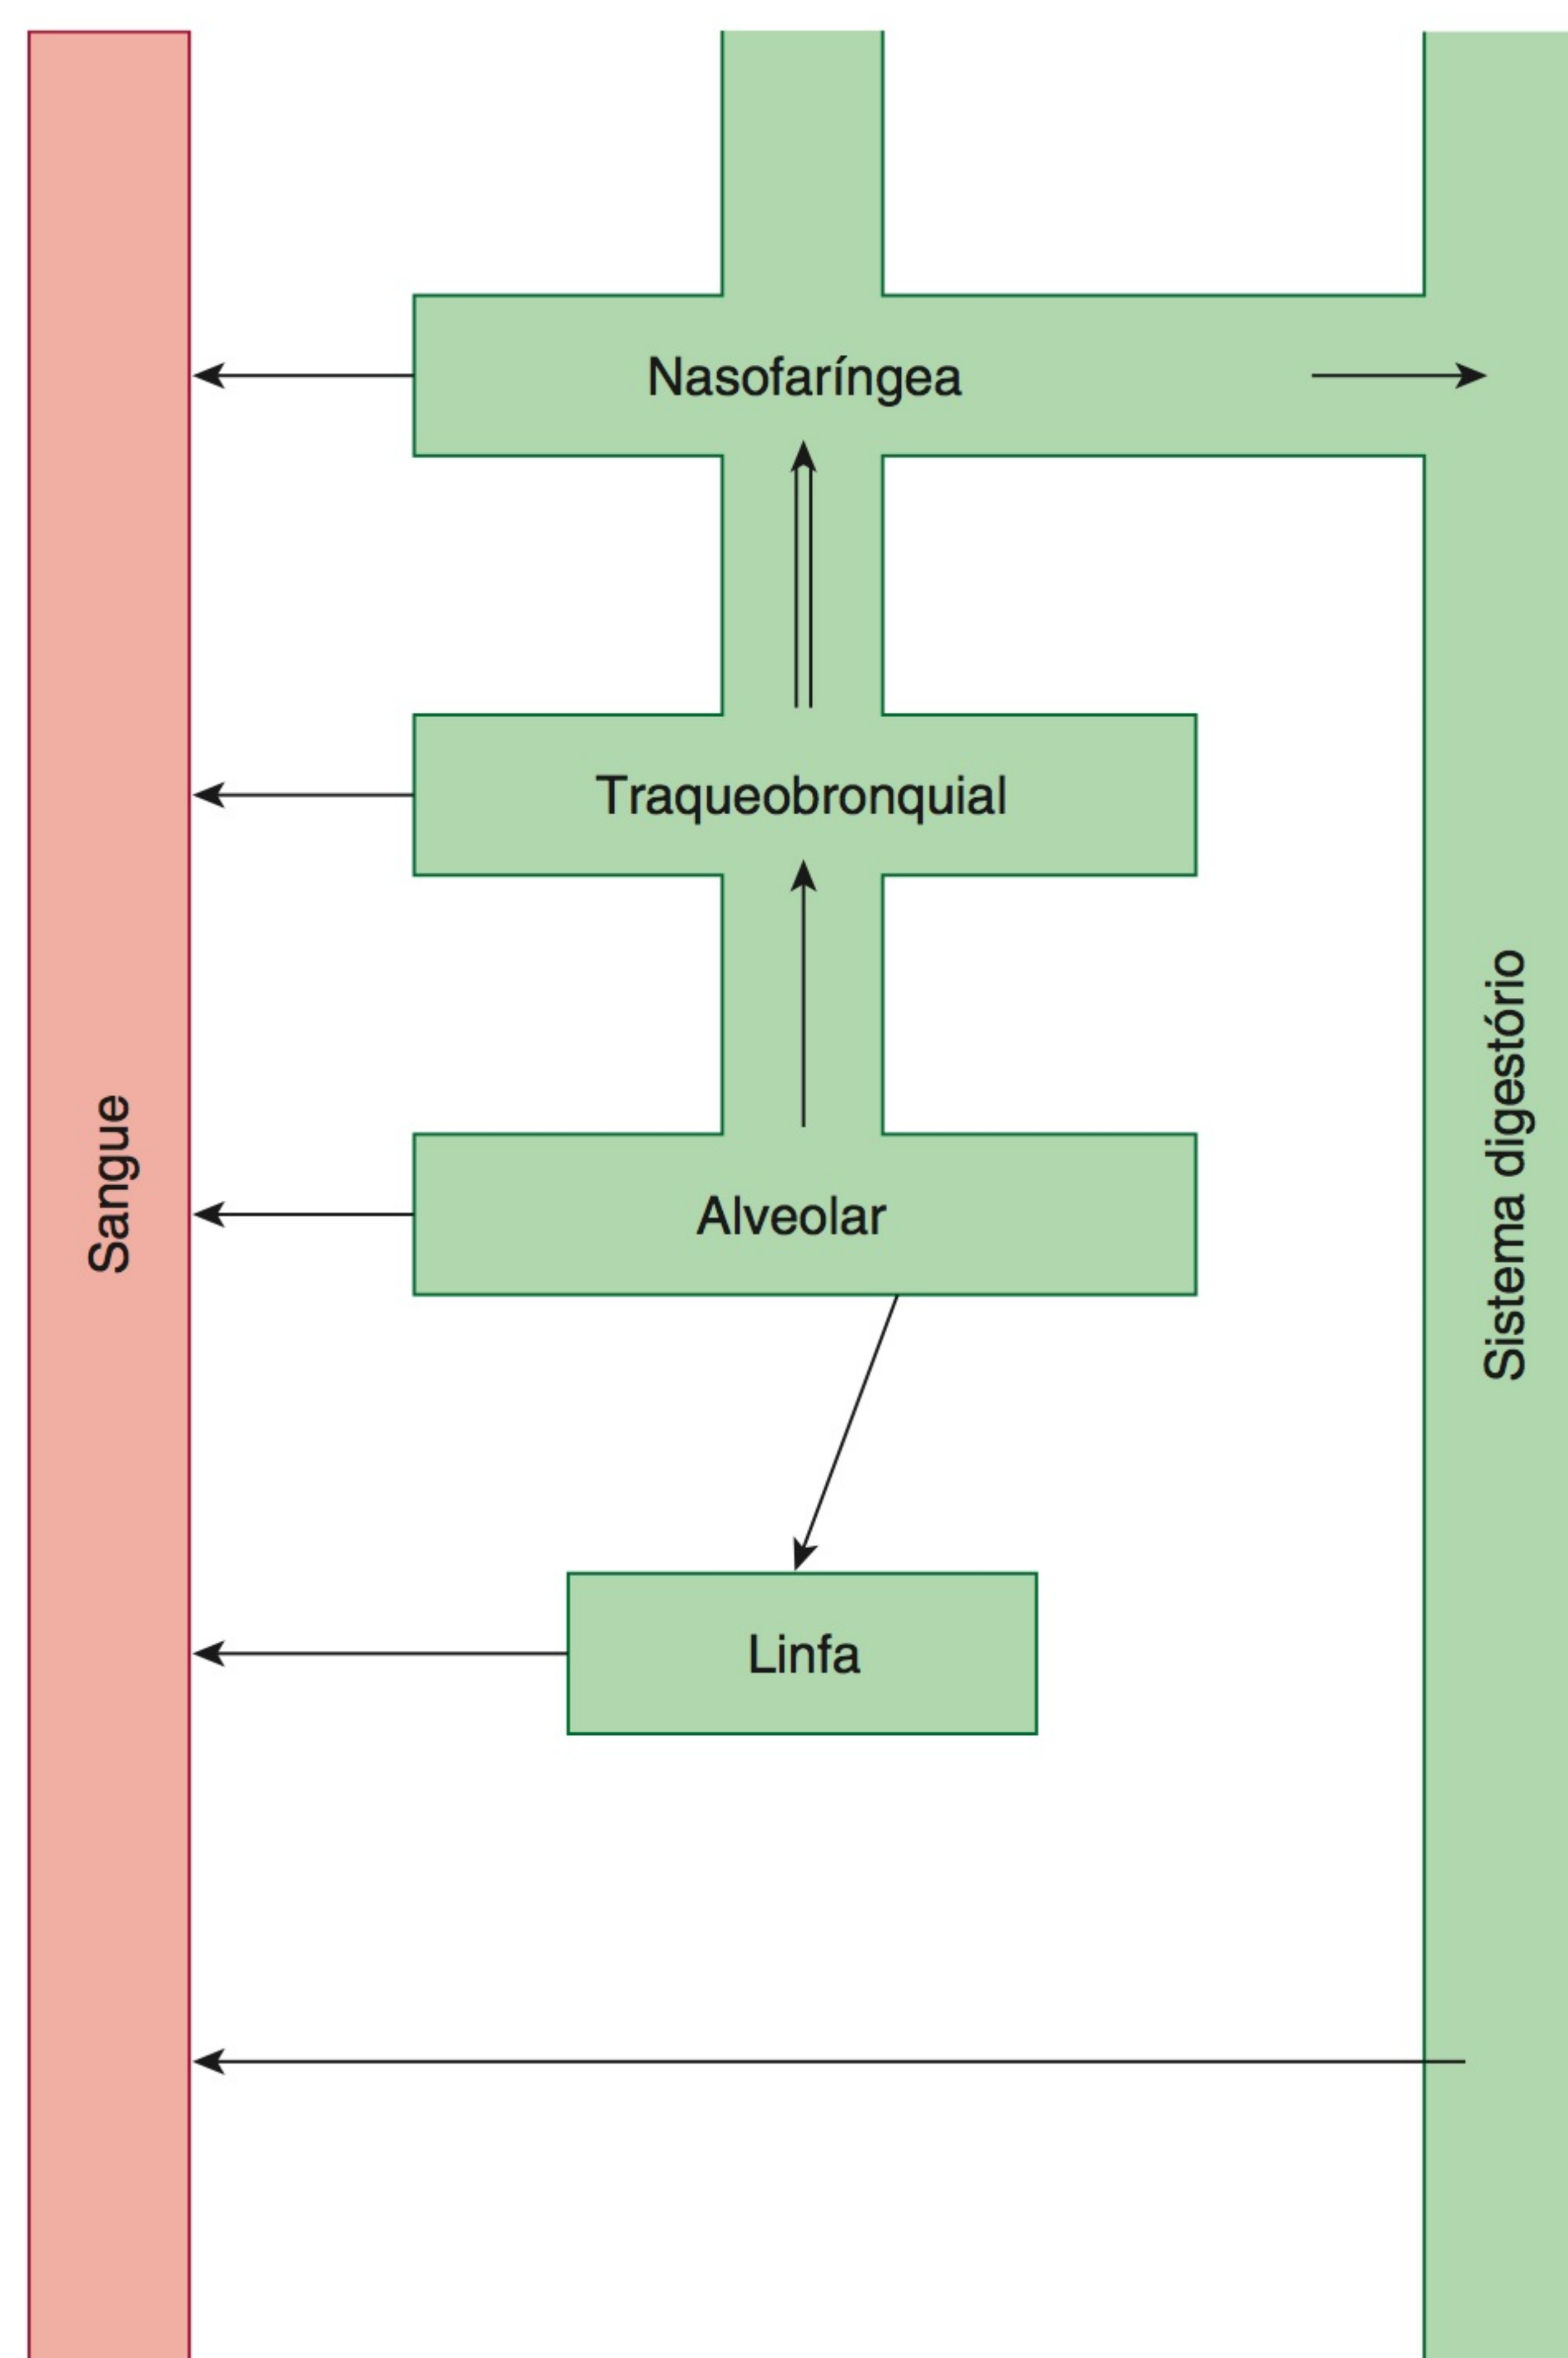 Nasofaríngea
Traqueobronquial
Alveolar
Linfa
Sangue
Sistema digestório